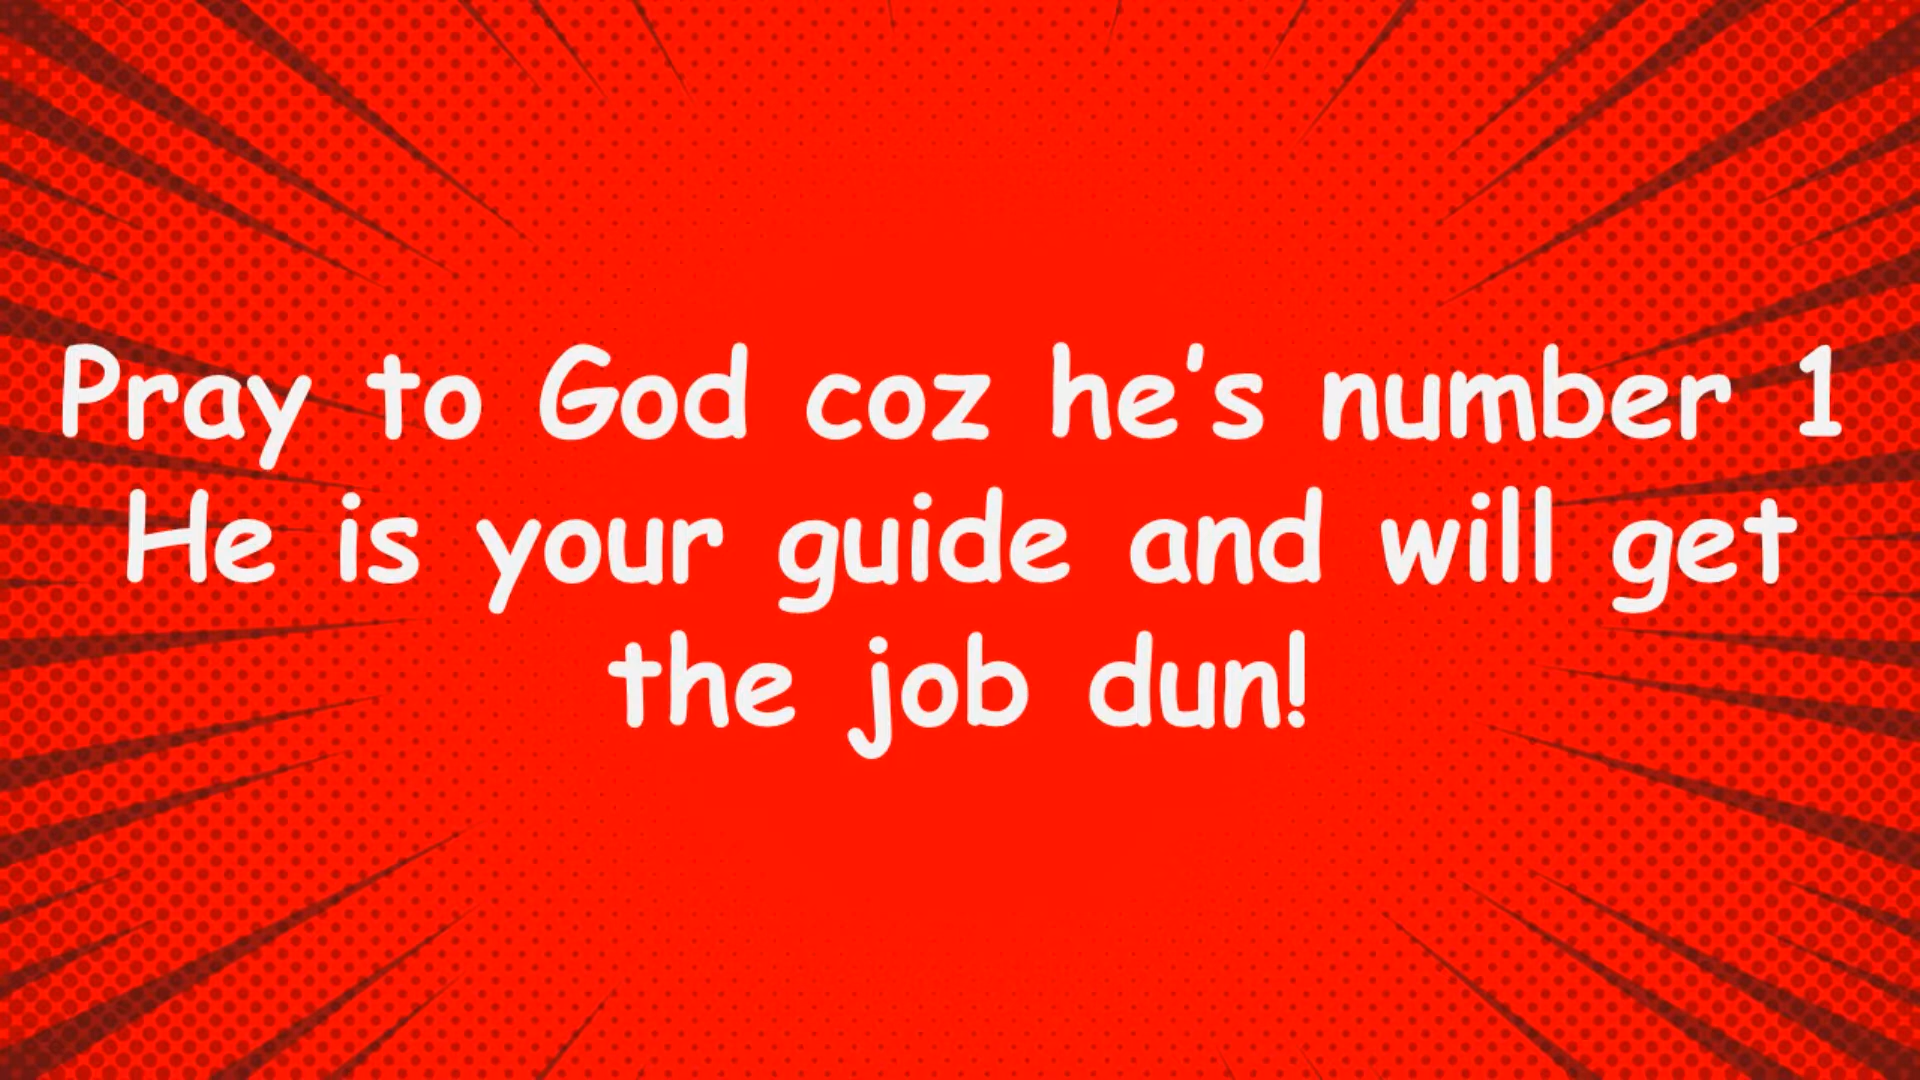 Pray to God coz he's number 1
He is your guide and will get
the job dun!